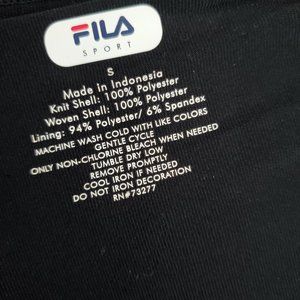 FILA
SPORT
S
Made in Indonesia
Knit Shell: 100% Polyester
Woven Shell: 100% Polyester
Lining: 94% Polyester/ 6% Spandex
MACHINE WASH COLD WITH LIKE COLORS
GENTLE CYCLE
ONLY NON-CHLORINE BLEACH WHEN NEEDED
TUMBLE DRY LOW
REMOVE PROMPTLY
COOL IRON IF NEEDED
DO NOT IRON DECORATION
RN#73277